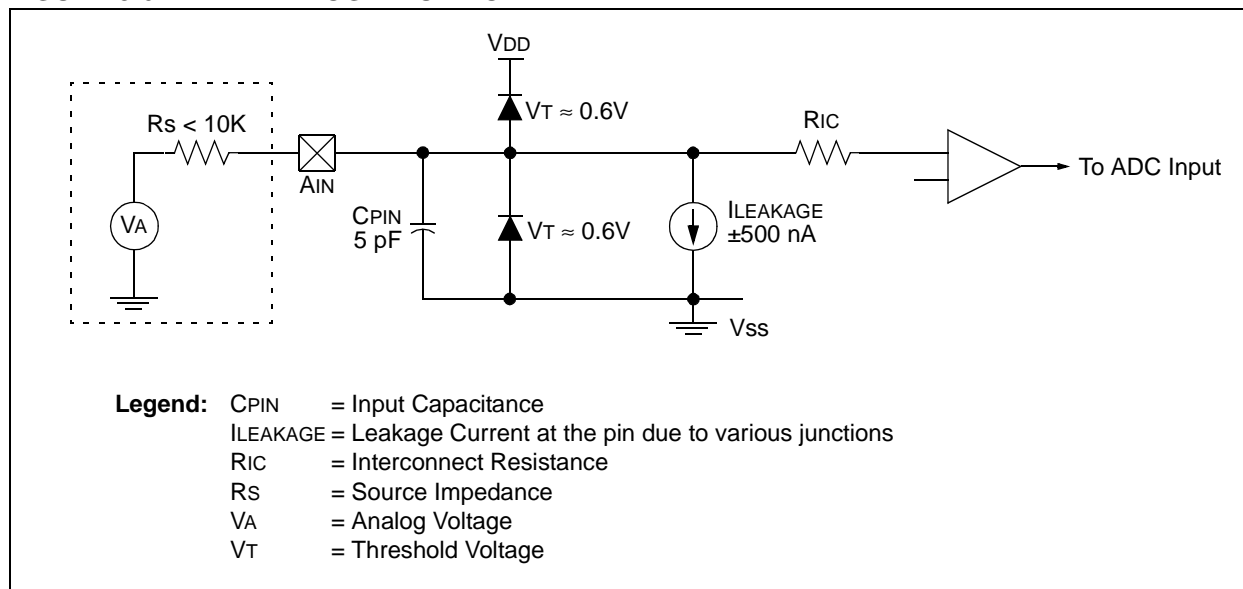 VDD
VT ≈ 0.6V
RS < 10K
RIC
AIN
To ADC Input
VA
CPIN
5 pF
VT ≈ 0.6V
ILEAKAGE
±500 nA
VSS
Legend: CPIN = Input Capacitance
ILEAKAGE = Leakage Current at the pin due to various junctions
RIC = Interconnect Resistance
RS = Source Impedance
VA = Analog Voltage
VT = Threshold Voltage